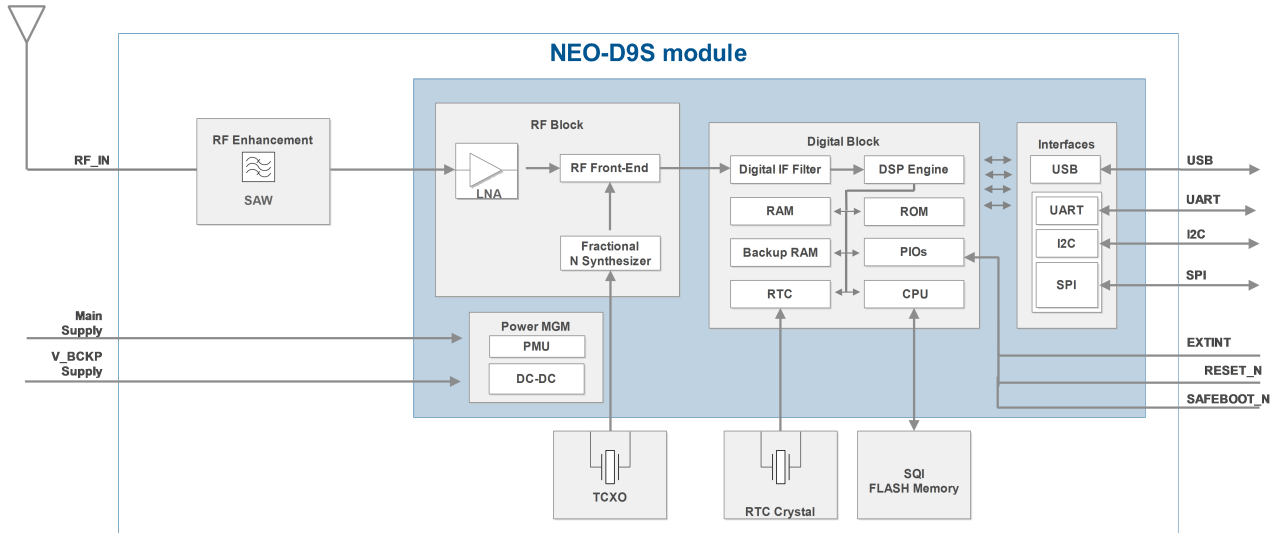 NEO-D9S module
RF Block
RF Enhancement
SAW
RF_IN
LNA
RF Front-End
Fractional
N Synthesizer
Digital Block
Digital IF Filter
DSP Engine
RAM
ROM
Backup RAM
PIOs
RTC
CPU
Interfaces
USB
UART
I2C
SPI
USB
UART
I2C
SPI
Main
Supply
V_BCKP
Supply
Power MGM
PMU
DC-DC
EXTINT
RESET_N
SAFEBOOT_N
TCXO
RTC Crystal
SQI
FLASH Memory